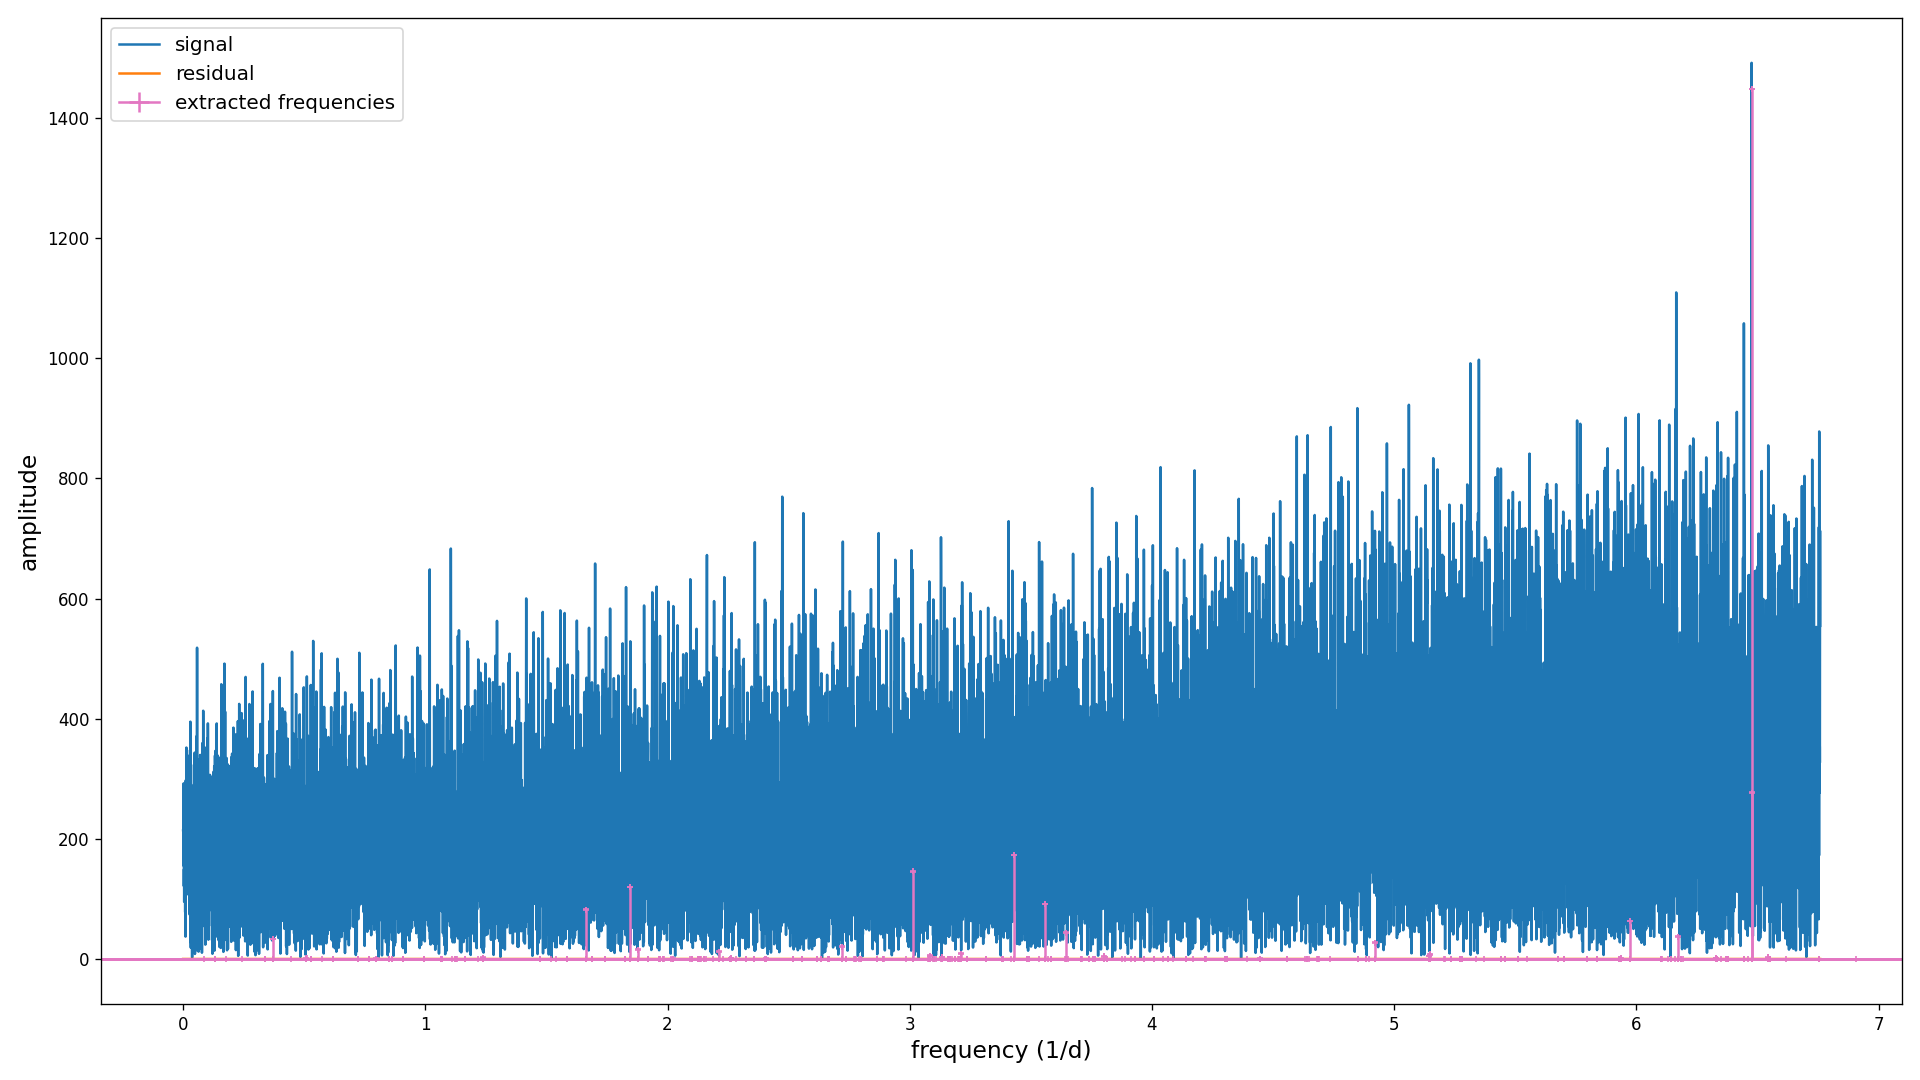 signal
residual
extracted frequencies
amplitude
1400
1200
1000
800
600
400
200
0
0 1 2 3 4 5 6 7
frequency (1/d)